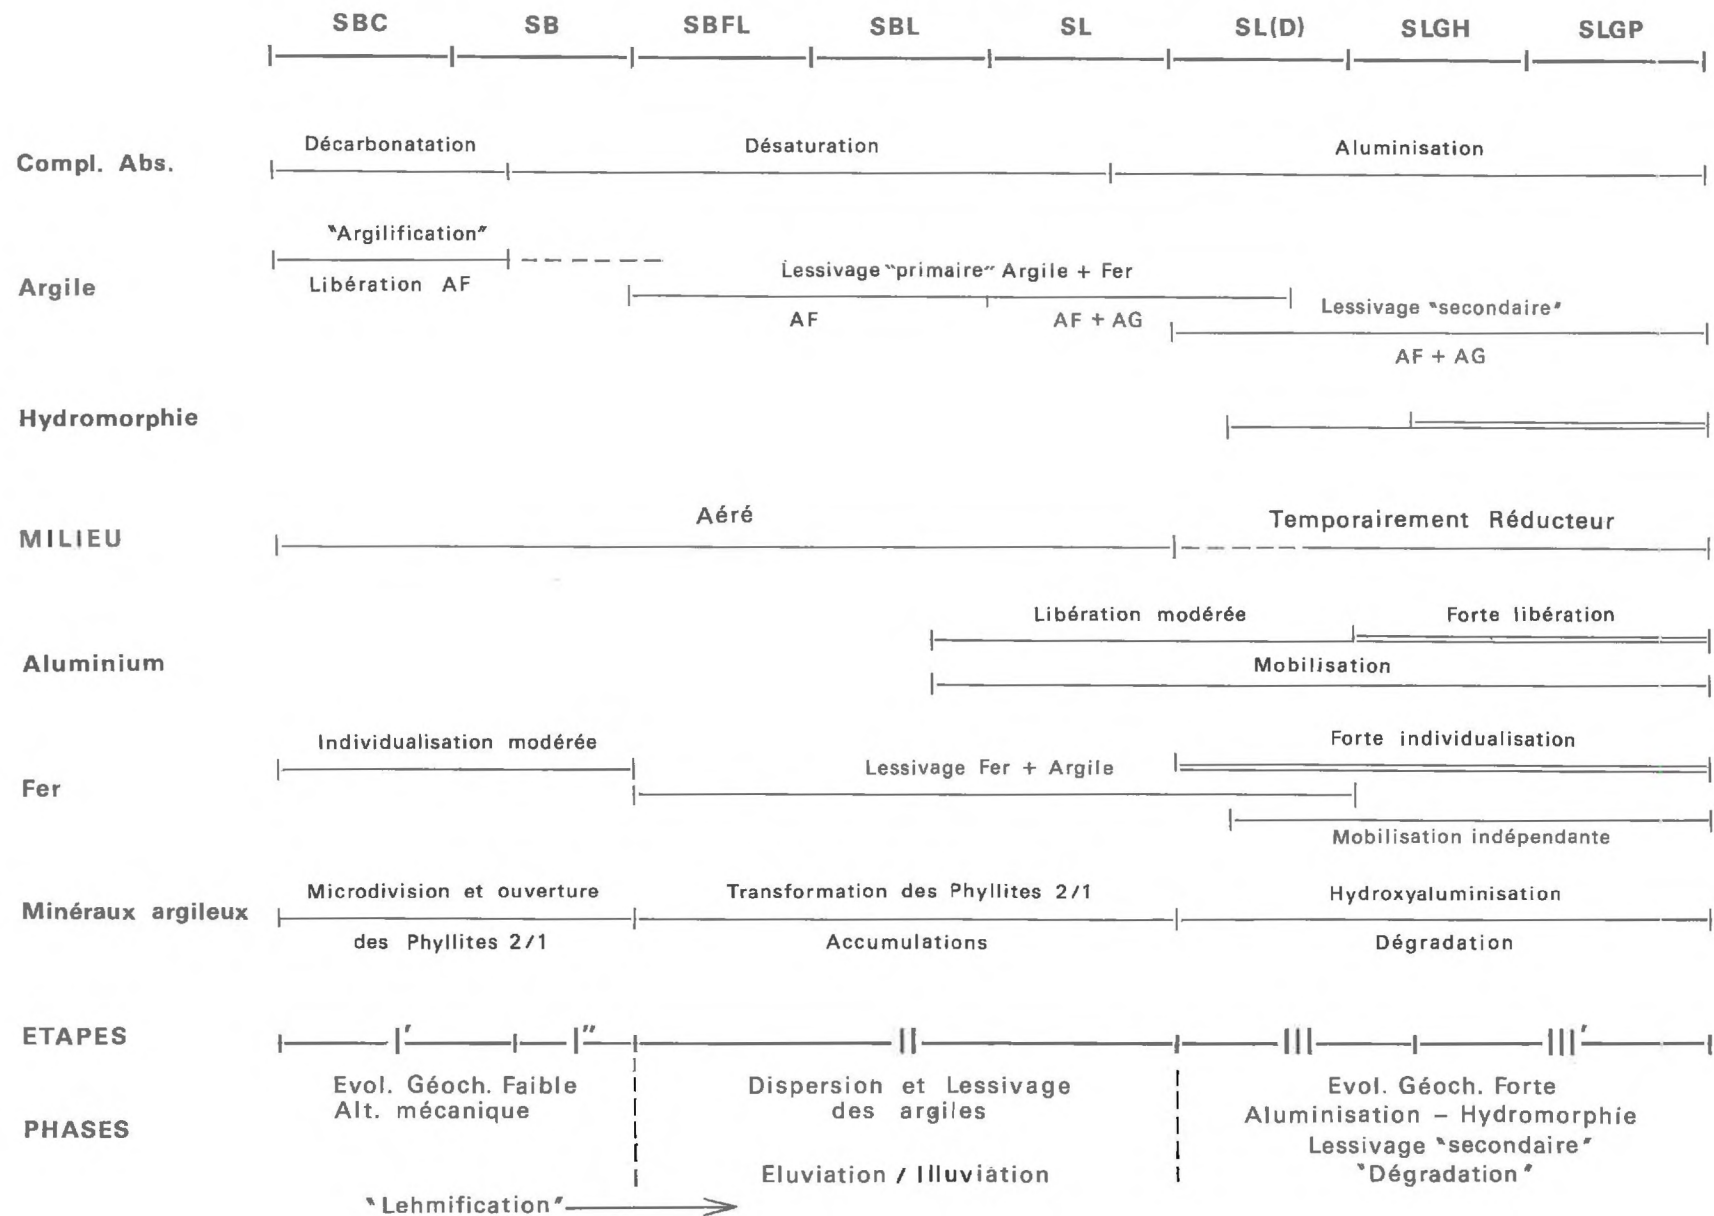 SBC SB SBFL SBL SL SL(D) SLGH SLGP
Compl. Abs.
Décarbonatation Désaturation Aluminisation
Argile
"Argilification"
Libération AF
Lessivage "primaire" Argile + Fer
AF AF + AG
Lessivage "secondaire"
AF + AG
Hydromorphie
MILIEU
Aéré Temporairement Réducteur
Aluminium
Libération modérée Forte libération
Mobilisation
Fer
Individualisation modérée Forte individualisation
Lessivage Fer + Argile
Mobilisation indépendante
Minéraux argileux
Microdivision et ouverture Transformation des Phyllites 2/1 Hydroxyaluminisation
des Phyllites 2/1 Accumulations Dégradation
ETAPES I' I" II III III'
PHASES
Evol. Géoch. Faible
Alt. mécanique
Dispersion et Lessivage
des argiles
Eluviation / Illuviation
Evol. Géoch. Forte
Aluminisation – Hydromorphie
Lessivage "secondaire"
"Dégradation"
"Lehmification"